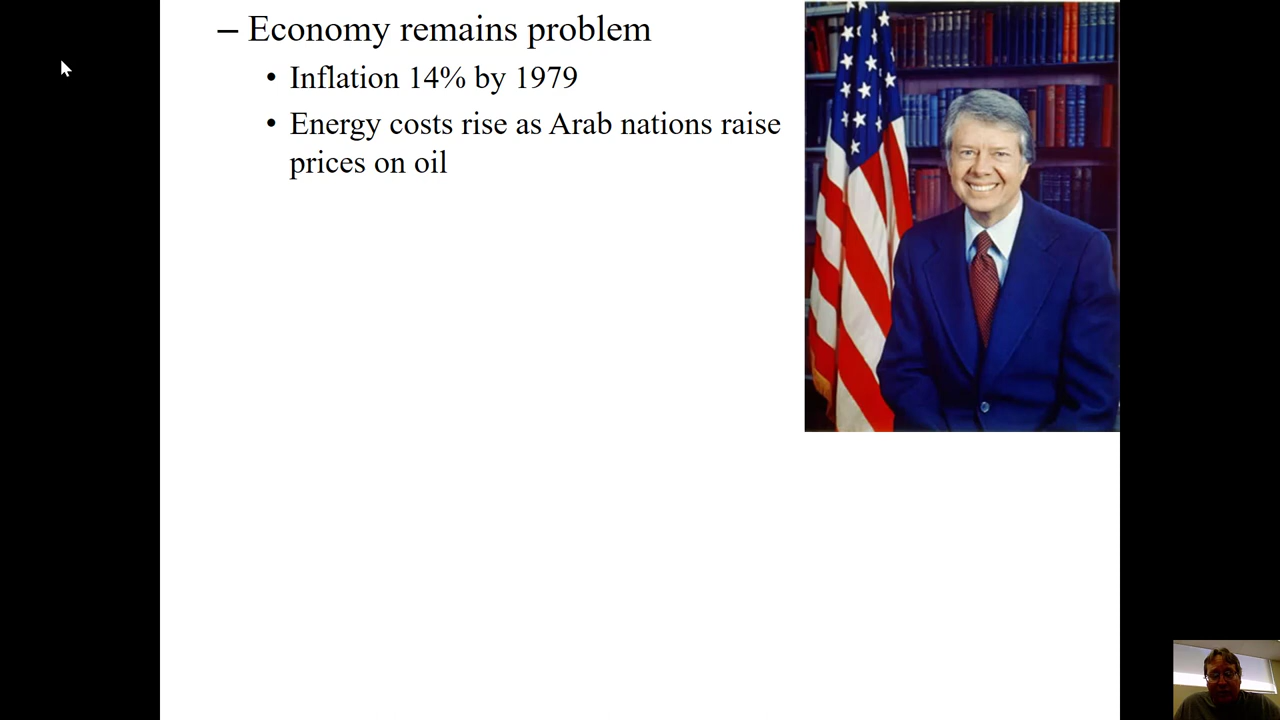 – Economy remains problem
• Inflation 14% by 1979
• Energy costs rise as Arab nations raise
prices on oil